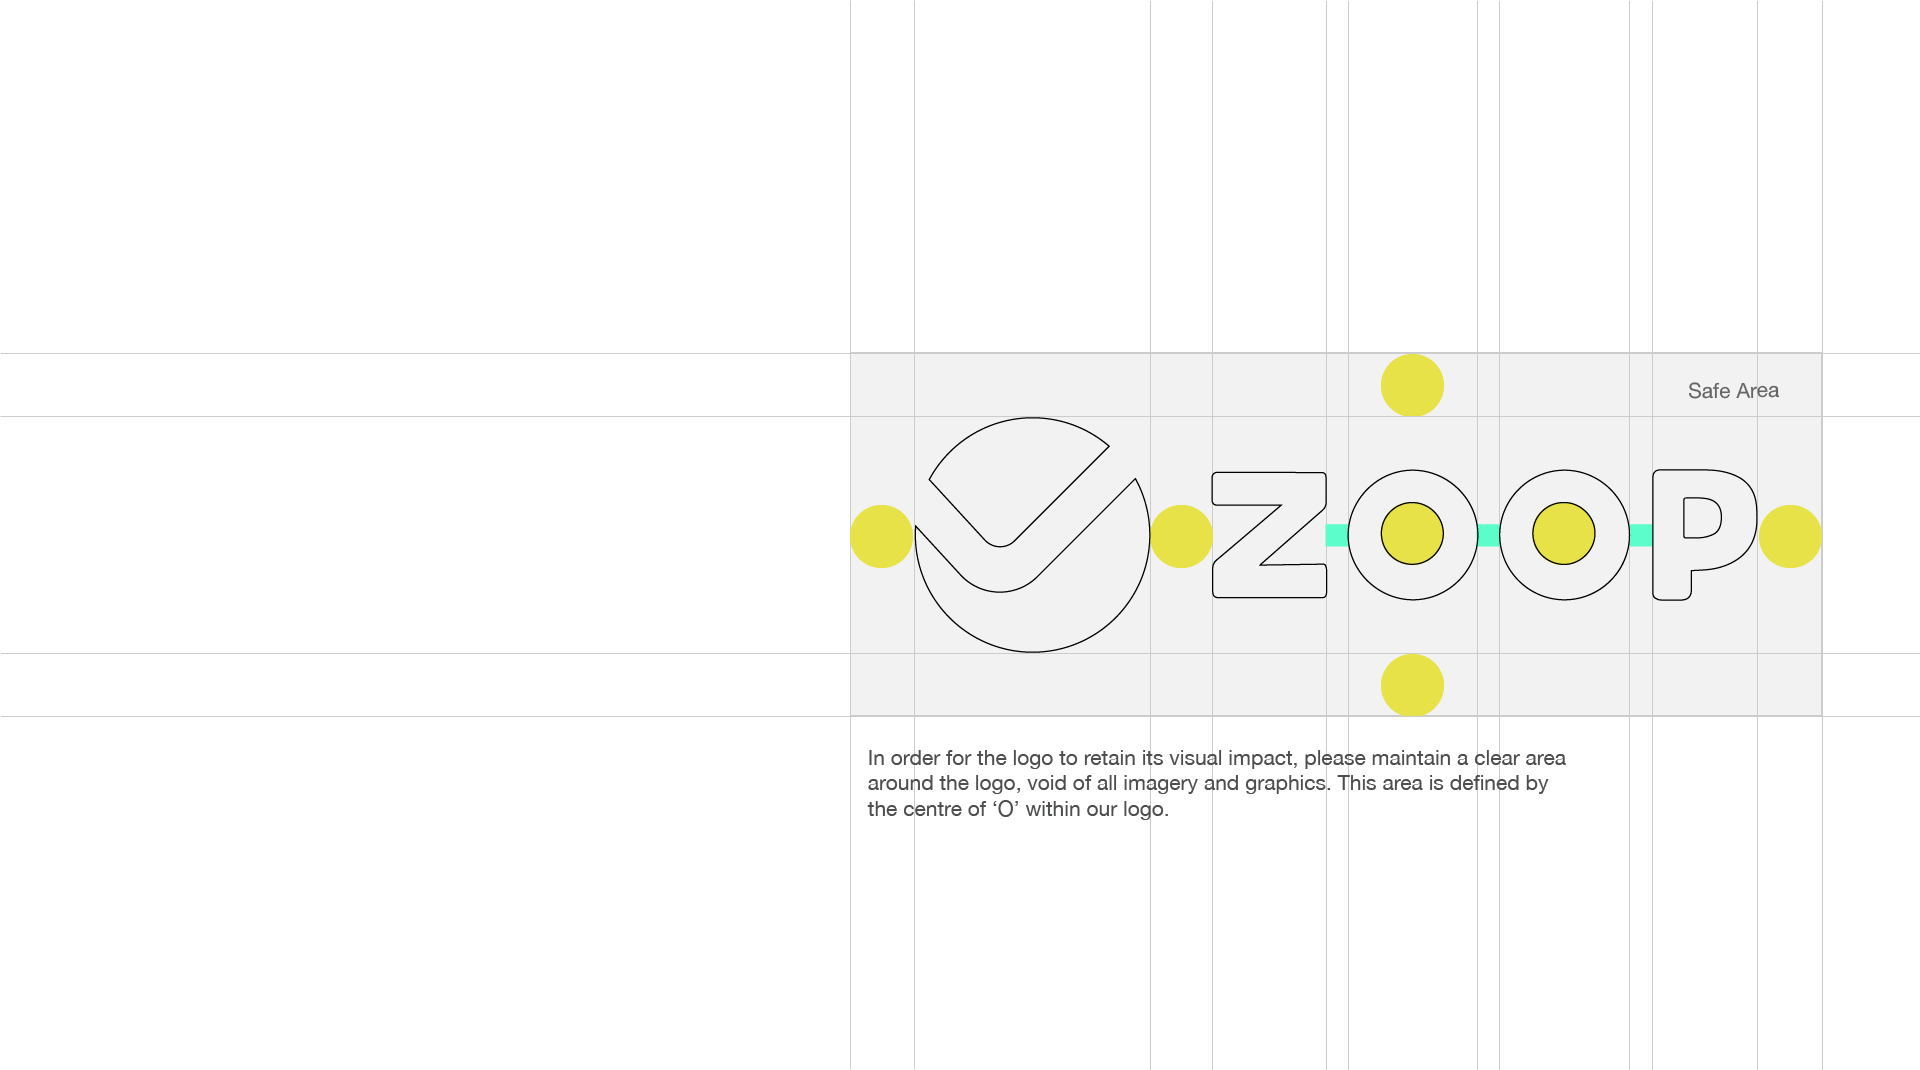 Safe Area
ZOOP
In order for the logo to retain its visual impact, please maintain a clear area
around the logo, void of all imagery and graphics. This area is defined by
the centre of ‘O’ within our logo.